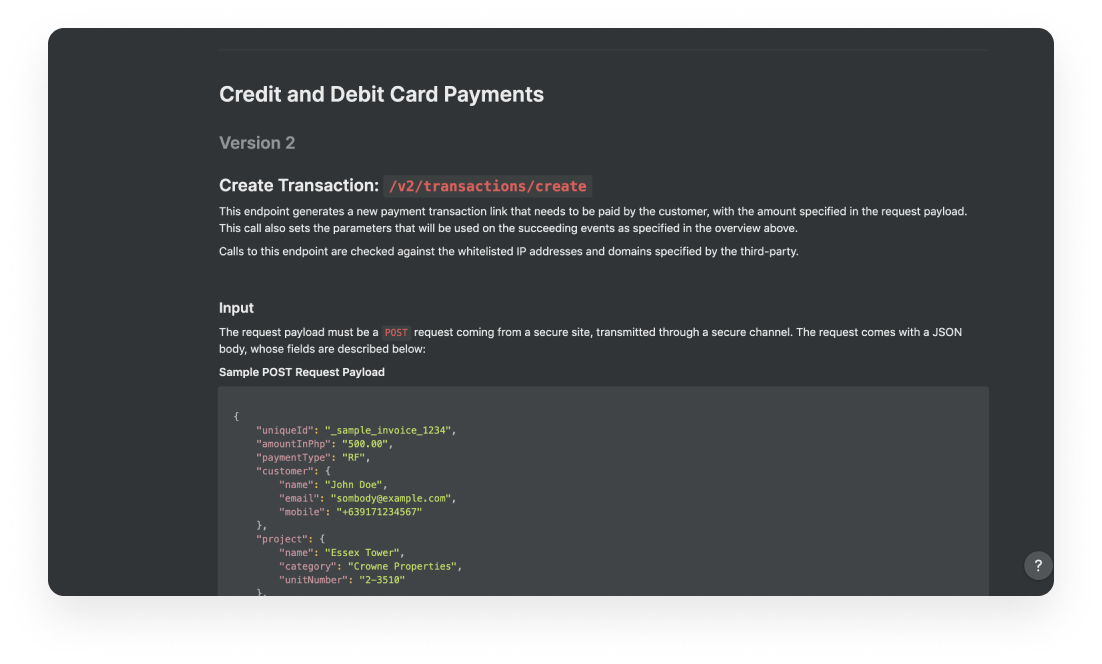 Credit and Debit Card Payments
Version 2
Create Transaction: /v2/transactions/create
This endpoint generates a new payment transaction link that needs to be paid by the customer, with the amount specified in the request payload.
This call also sets the parameters that will be used on the succeeding events as specified in the overview above.
Calls to this endpoint are checked against the whitelisted IP addresses and domains specified by the third-party.
Input
The request payload must be a POST request coming from a secure site, transmitted through a secure channel. The request comes with a JSON
body, whose fields are described below:
Sample POST Request Payload
{
    "uniqueId": "_sample_invoice_1234",
    "amountInPhp": "500.00",
    "paymentType": "RF",
    "customer": {
        "name": "John Doe",
        "email": "sombody@example.com",
        "mobile": "+639171234567"
    },
    "project": {
        "name": "Essex Tower",
        "category": "Crowne Properties",
        "unitNumber": "2-3510"
    },
?